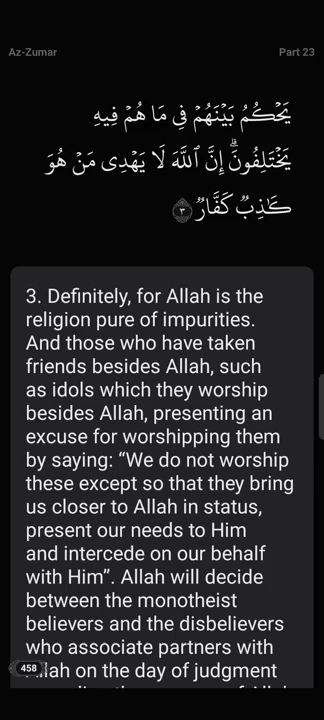 Az-Zumar
Part 23
يَحْكُمُ بَيْنَهُمْ فِى مَا هُمْ فِيهِ
يَخْتَلِفُونَۗ إِنَّ ٱللَّهَ لَا يَهْدِى مَنْ هُوَ
كَـٰذِبٌ كَفَّارٌ ٣
3. Definitely, for Allah is the
religion pure of impurities.
And those who have taken
friends besides Allah, such
as idols which they worship
besides Allah, presenting an
excuse for worshipping them
by saying: “We do not worship
these except so that they bring
us closer to Allah in status,
present our needs to Him
and intercede on our behalf
with Him”. Allah will decide
between the monotheist
believers and the disbelievers
who associate partners with
Allah on the day of judgment
458